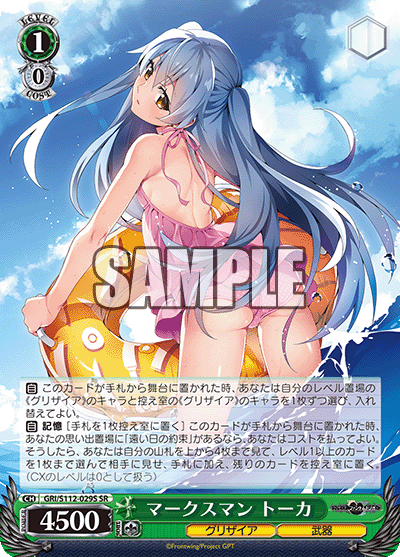 LEVEL
1
0
COST
SAMPLE
自 このカードが手札から舞台に置かれた時、あなたは自分のレベル置場の
《グリザイア》のキャラと控え室の《グリザイア》のキャラを1枚ずつ選び、入れ
替えてよい。
自 記憶 [手札を1枚控え室に置く] このカードが手札から舞台に置かれた時、
あなたの思い出置場に「遠い日の約束」があるなら、あなたはコストを払ってよい。
そうしたら、あなたは自分の山札を上から4枚まで見て、レベル1以上のカード
を1枚まで選んで相手に見せ、手札に加え、残りのカードを控え室に置く。
(CXのレベルは0として扱う)
CH GRI/S112-029S SR
4500
マークスマン トーカ
グリザイア
武器
©Frontwing/Project GPT